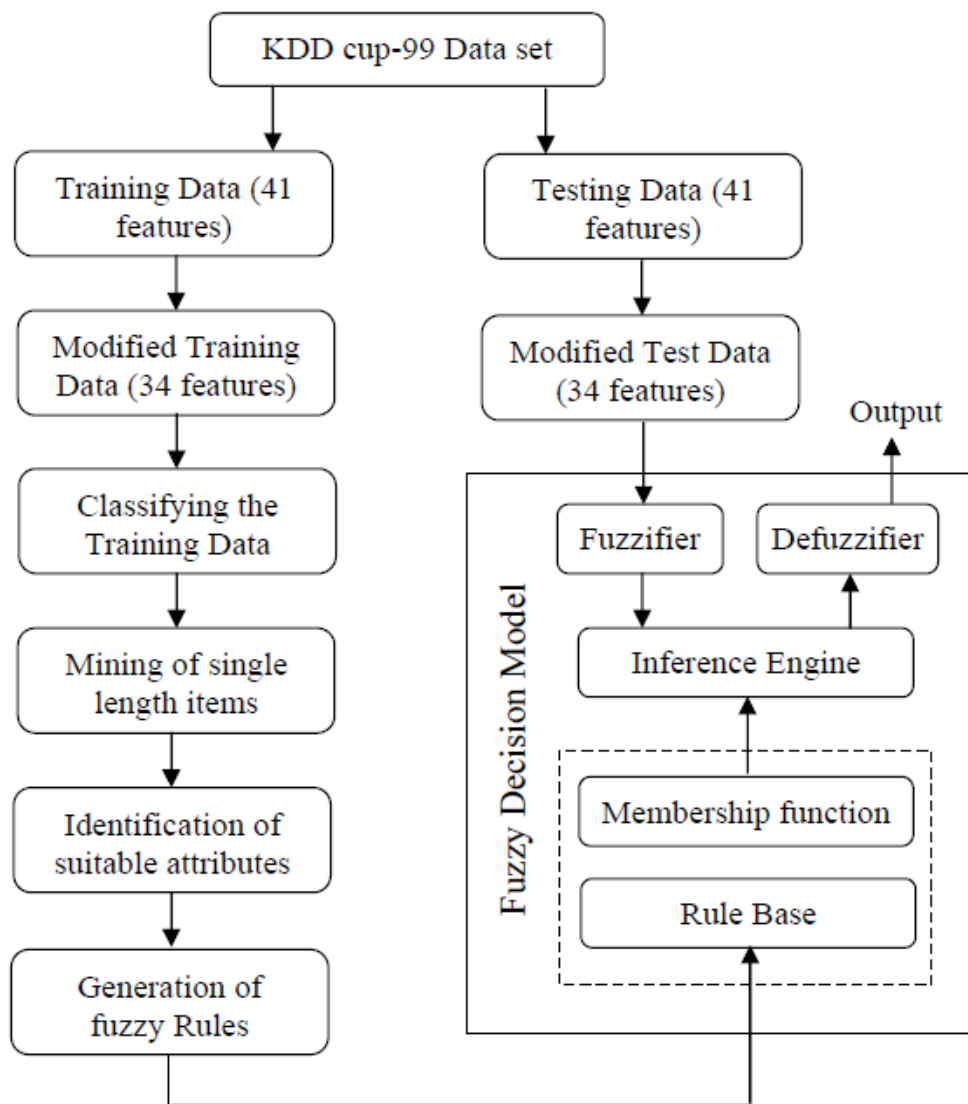 KDD cup-99 Data set
Training Data (41
features)
Modified Training
Data (34 features)
Classifying the
Training Data
Mining of single
length items
Identification of
suitable attributes
Generation of
fuzzy Rules
Testing Data (41
features)
Modified Test Data
(34 features)
Output
Fuzzifier
Defuzzifier
Inference Engine
Membership function
Rule Base
Fuzzy Decision Model